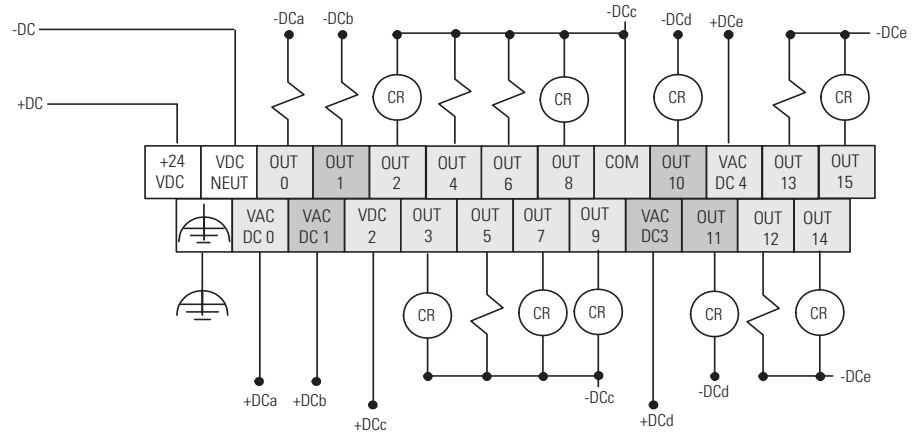 -DCc
-DCa -DCb -DCd +DCe
-DC -DCe
CR CR CR CR
+DC
+24 VDC
VDC NEUT
OUT 0
OUT 1
OUT 2
OUT 4
OUT 6
OUT 8
COM
OUT 10
VAC DC 4
OUT 13
OUT 15
VAC DC 0
VAC DC 1
VDC 2
OUT 3
OUT 5
OUT 7
OUT 9
VAC DC3
OUT 11
OUT 12
OUT 14
CR CR CR CR CR
-DCe
+DCa +DCb -DCc -DCd
+DCc +DCd